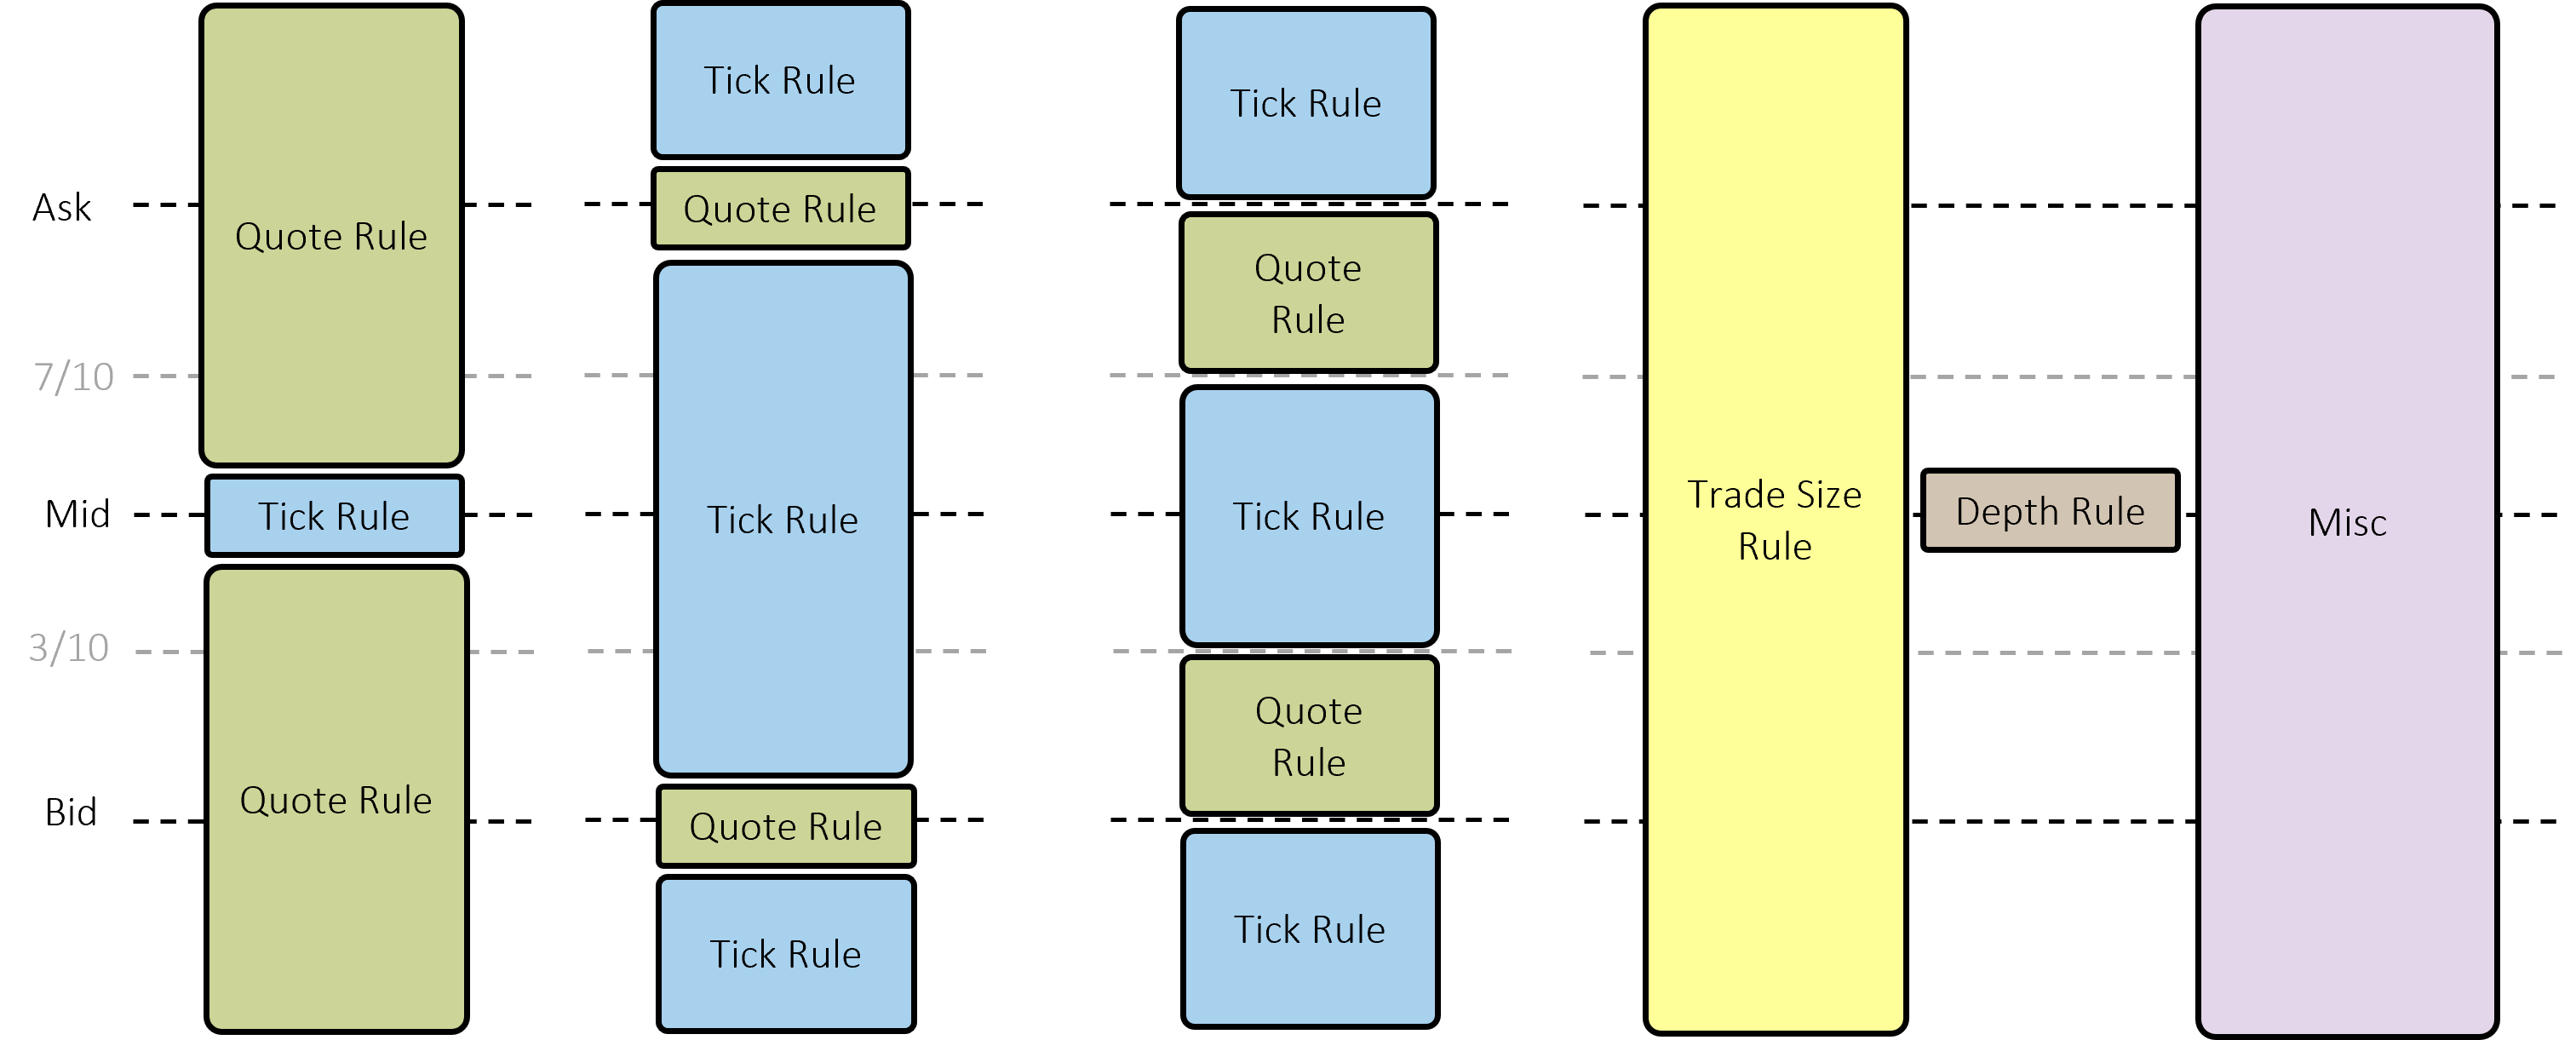 Ask
7/10
Mid
3/10
Bid
Quote Rule
Tick Rule
Quote Rule
Tick Rule
Quote Rule
Tick Rule
Quote Rule
Tick Rule
Tick Rule
Quote
Rule
Tick Rule
Quote
Rule
Tick Rule
Trade Size
Rule
Depth Rule
Misc